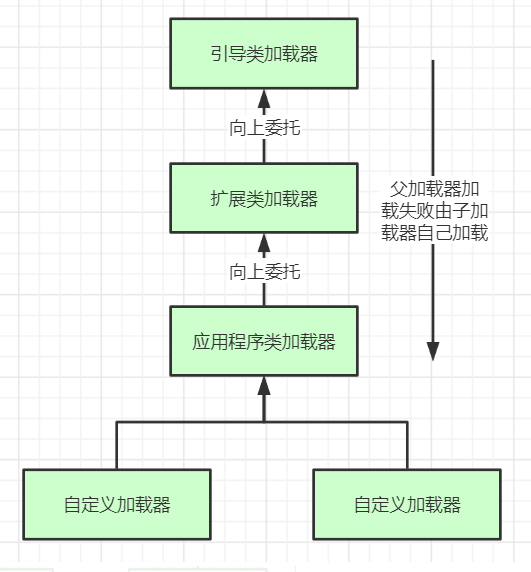 引导类加载器
向上委托
扩展类加载器
父加载器加
载失败由子加
载器自己加载
向上委托
应用程序类加载器
自定义加载器
自定义加载器